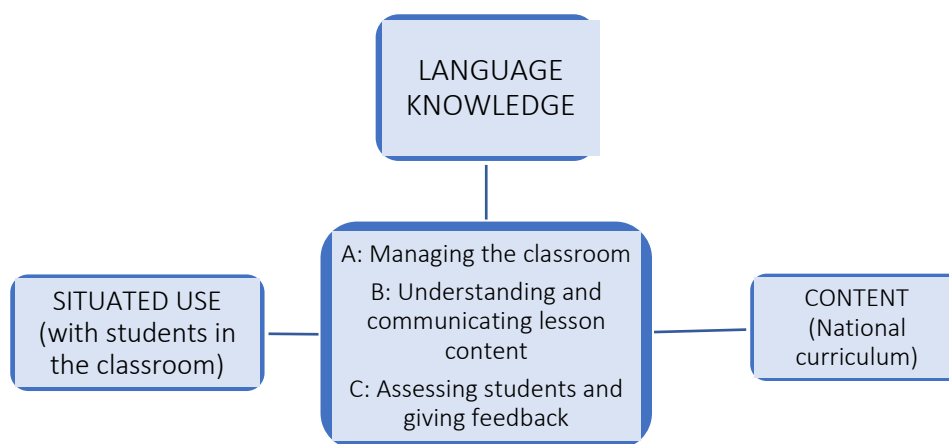 LANGUAGE
KNOWLEDGE
A: Managing the classroom
B: Understanding and
communicating lesson
content
C: Assessing students and
giving feedback
SITUATED USE
(with students in
the classroom)
CONTENT
(National
curriculum)